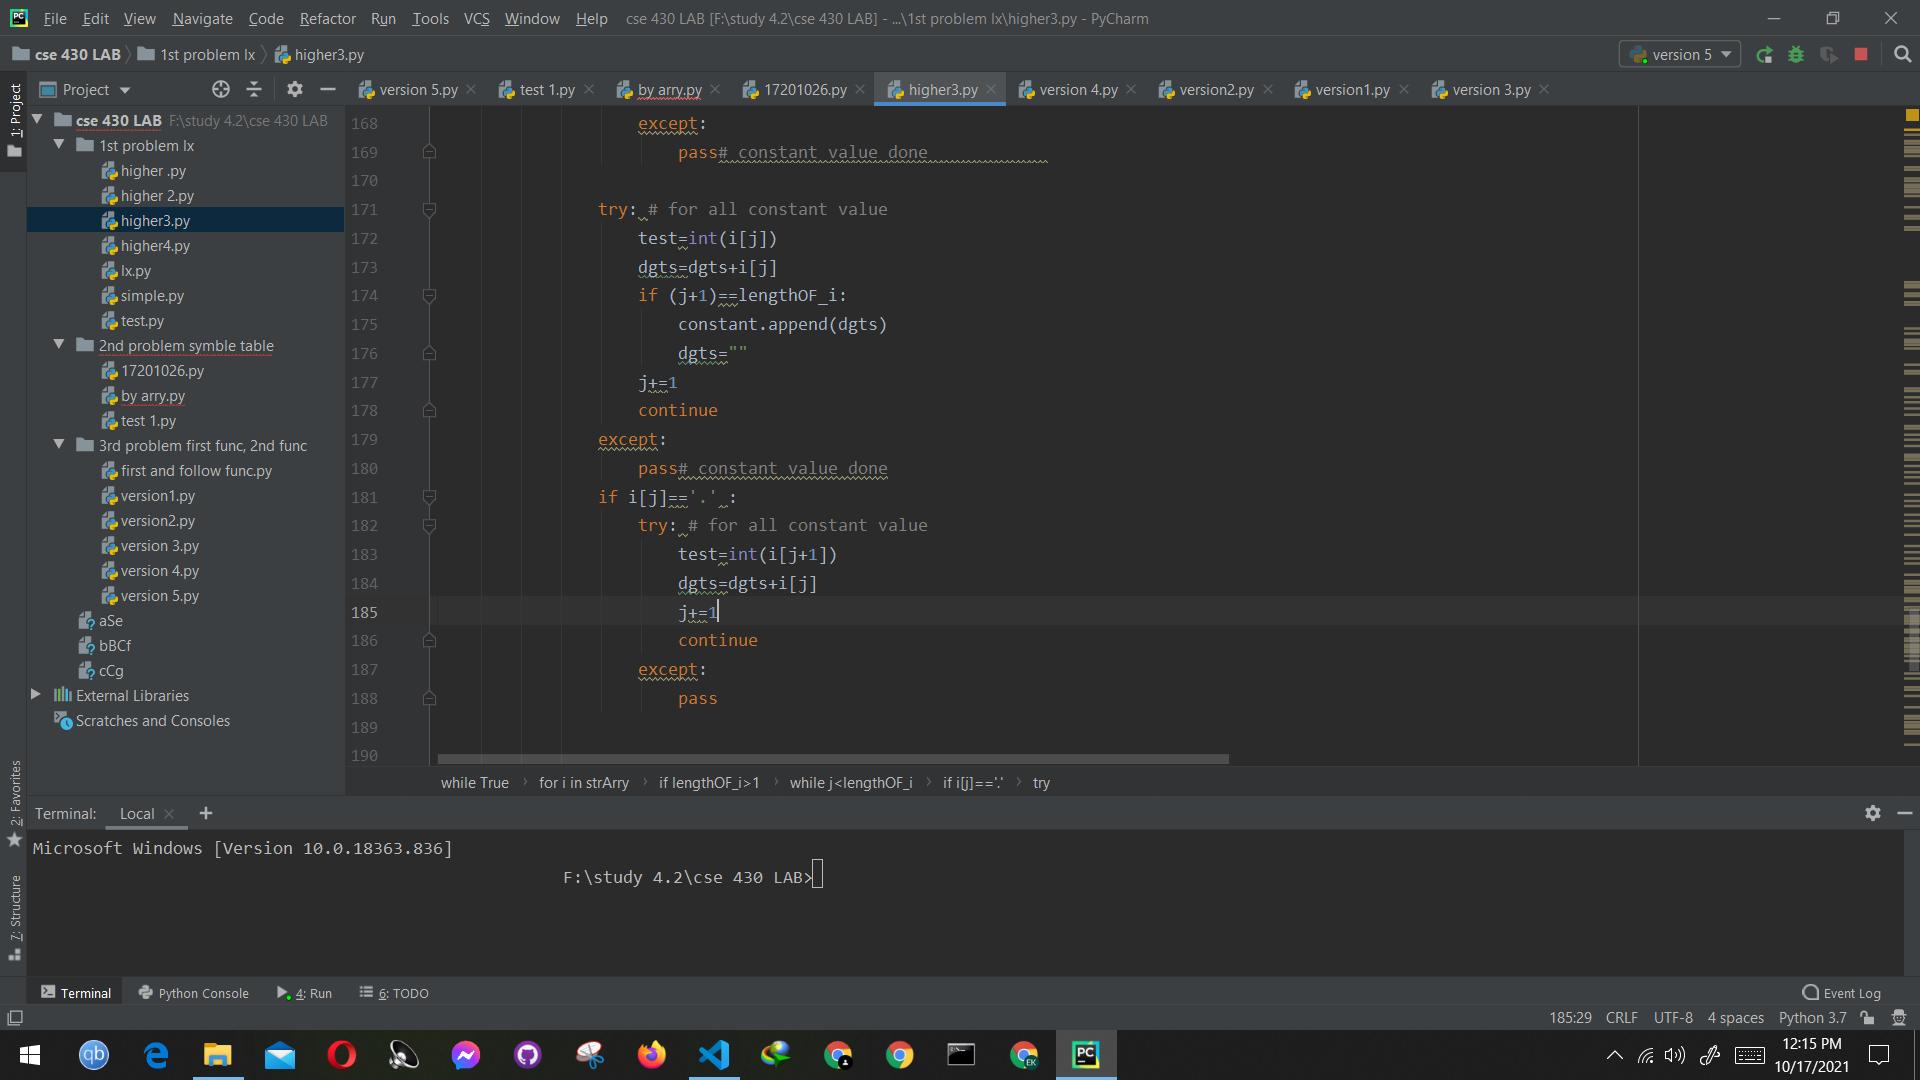 File Edit View Navigate Code Refactor Run Tools VCS Window Help cse 430 LAB [F:\study 4.2\cse 430 LAB] - ...\1st problem lx\higher3.py - PyCharm
cse 430 LAB 1st problem lx higher3.py version 5
Project version 5.py test 1.py by arry.py 17201026.py higher3.py version 4.py version2.py version1.py version 3.py
1: Project
cse 430 LAB F:\study 4.2\cse 430 LAB
1st problem lx
higher .py
higher 2.py
higher3.py
higher4.py
lx.py
simple.py
test.py
2nd problem symble table
17201026.py
by arry.py
test 1.py
3rd problem first func, 2nd func
first and follow func.py
version1.py
version2.py
version 3.py
version 4.py
version 5.py
aSe
bBCf
cCg
External Libraries
Scratches and Consoles
168 except:
169 pass# constant value done
170
171 try: # for all constant value
172 test=int(i[j])
173 dgts=dgts+i[j]
174 if (j+1)==lengthOF_i:
175 constant.append(dgts)
176 dgts=""
177 j+=1
178 continue
179 except:
180 pass# constant value done
181 if i[j]=='.' :
182 try: # for all constant value
183 test=int(i[j+1])
184 dgts=dgts+i[j]
185 j+=1
186 continue
187 except:
188 pass
189
190
while True for i in strArry if lengthOF_i>1 while j<lengthOF_i if i[j]=='.' try
2: Favorites
7: Structure
Terminal: Local
Microsoft Windows [Version 10.0.18363.836]
F:\study 4.2\cse 430 LAB>
Terminal Python Console 4: Run 6: TODO Event Log
185:29 CRLF UTF-8 4 spaces Python 3.7
12:15 PM
10/17/2021